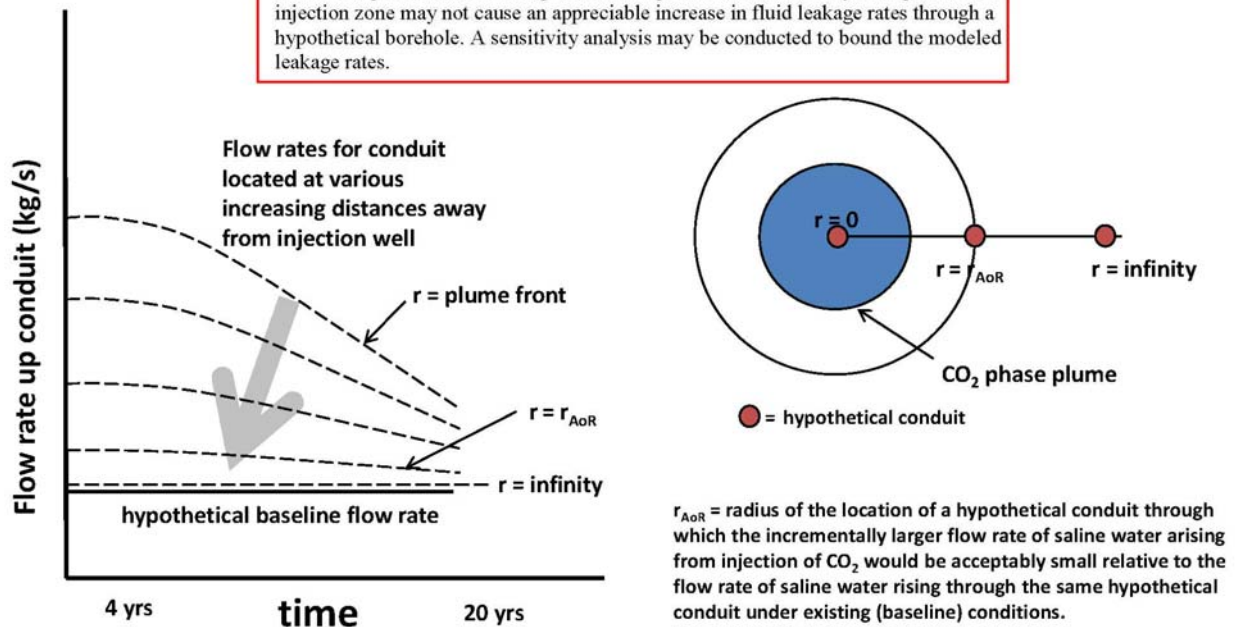 injection zone may not cause an appreciable increase in fluid leakage rates through a
hypothetical borehole. A sensitivity analysis may be conducted to bound the modeled
leakage rates.
Flow rate up conduit (kg/s)
Flow rates for conduit
located at various
increasing distances away
from injection well
r = plume front
r = rAoR
r = infinity
hypothetical baseline flow rate
4 yrs
time
20 yrs
r = 0
r = rAoR
r = infinity
CO2 phase plume
= hypothetical conduit
rAoR = radius of the location of a hypothetical conduit through
which the incrementally larger flow rate of saline water arising
from injection of CO2 would be acceptably small relative to the
flow rate of saline water rising through the same hypothetical
conduit under existing (baseline) conditions.